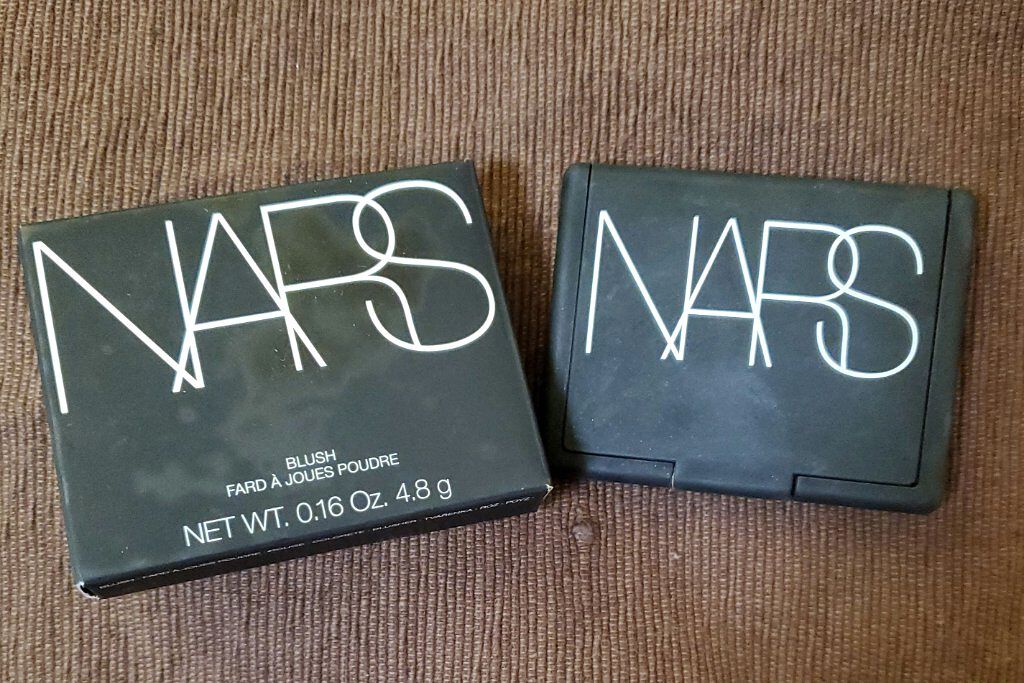 NARS
BLUSH
FARD À JOUES POUDRE
NET WT. 0.16 Oz. 4.8 g
NARS